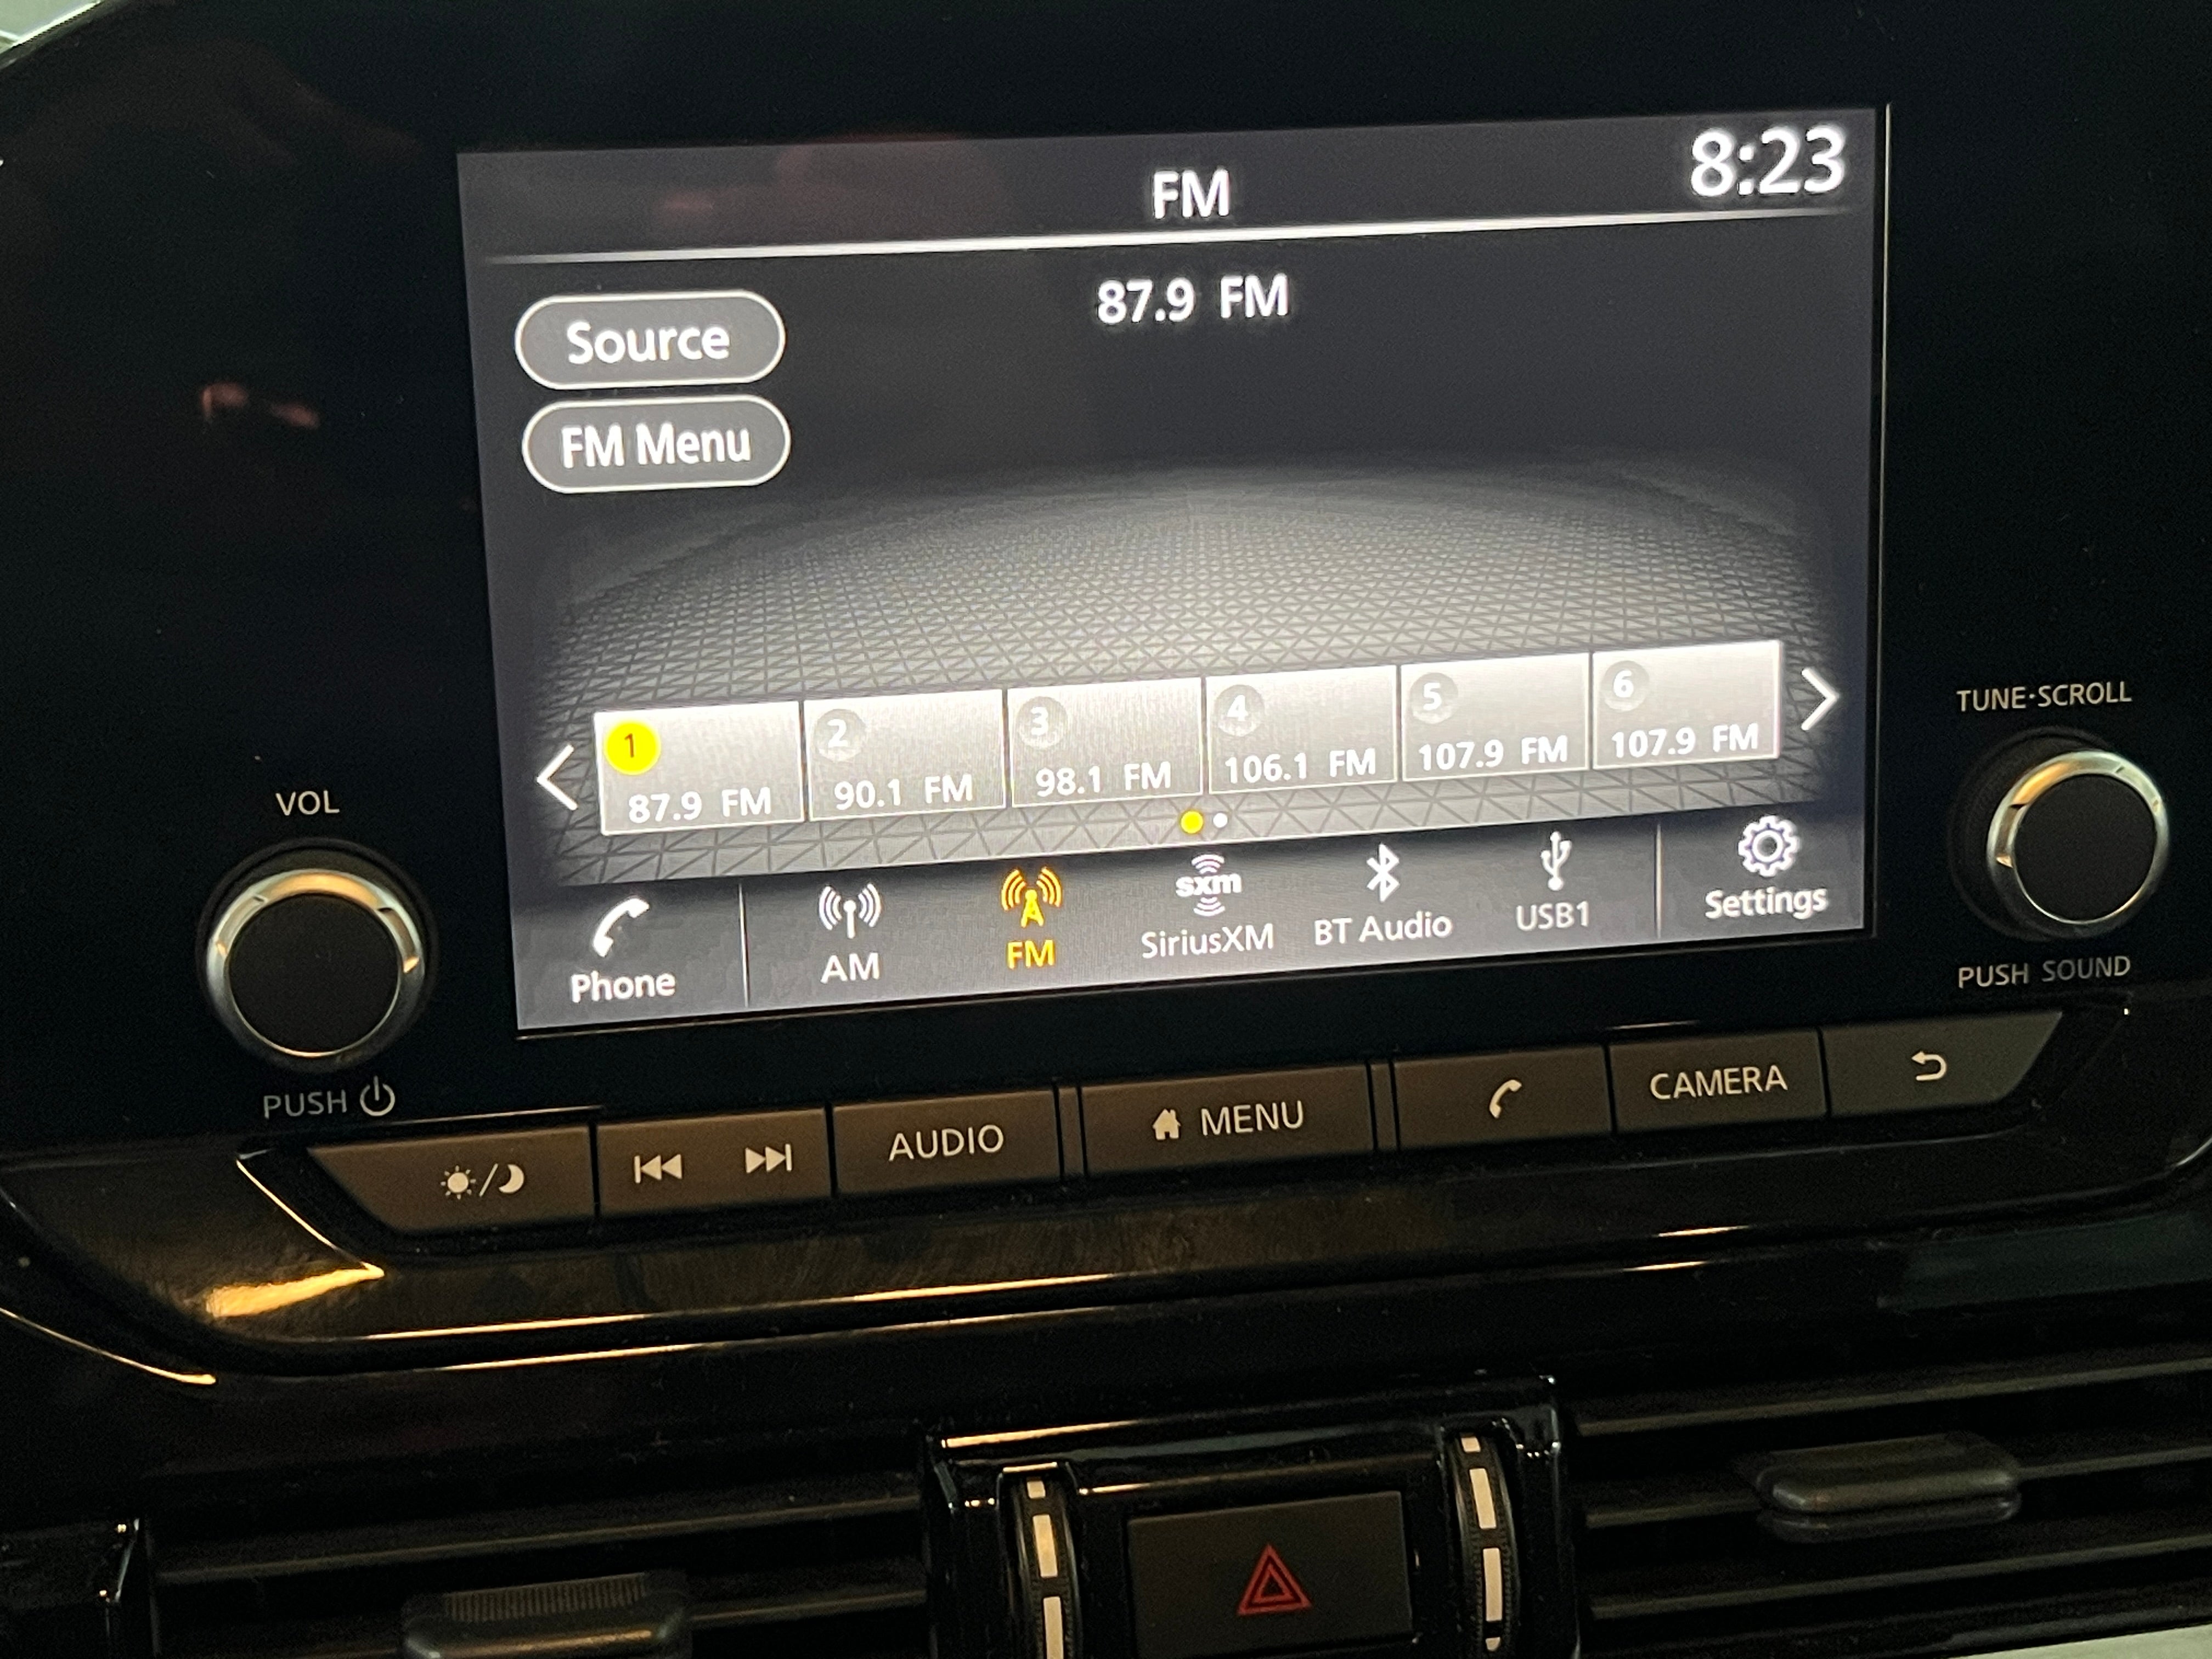 FM
8:23
87.9 FM
Source
FM Menu
1
2
3
4
5
6
87.9 FM
90.1 FM
98.1 FM
106.1 FM
107.9 FM
107.9 FM
sxm
Phone
AM
FM
SiriusXM
BT Audio
USB1
Settings
VOL
PUSH
TUNE·SCROLL
PUSH SOUND
AUDIO
MENU
CAMERA